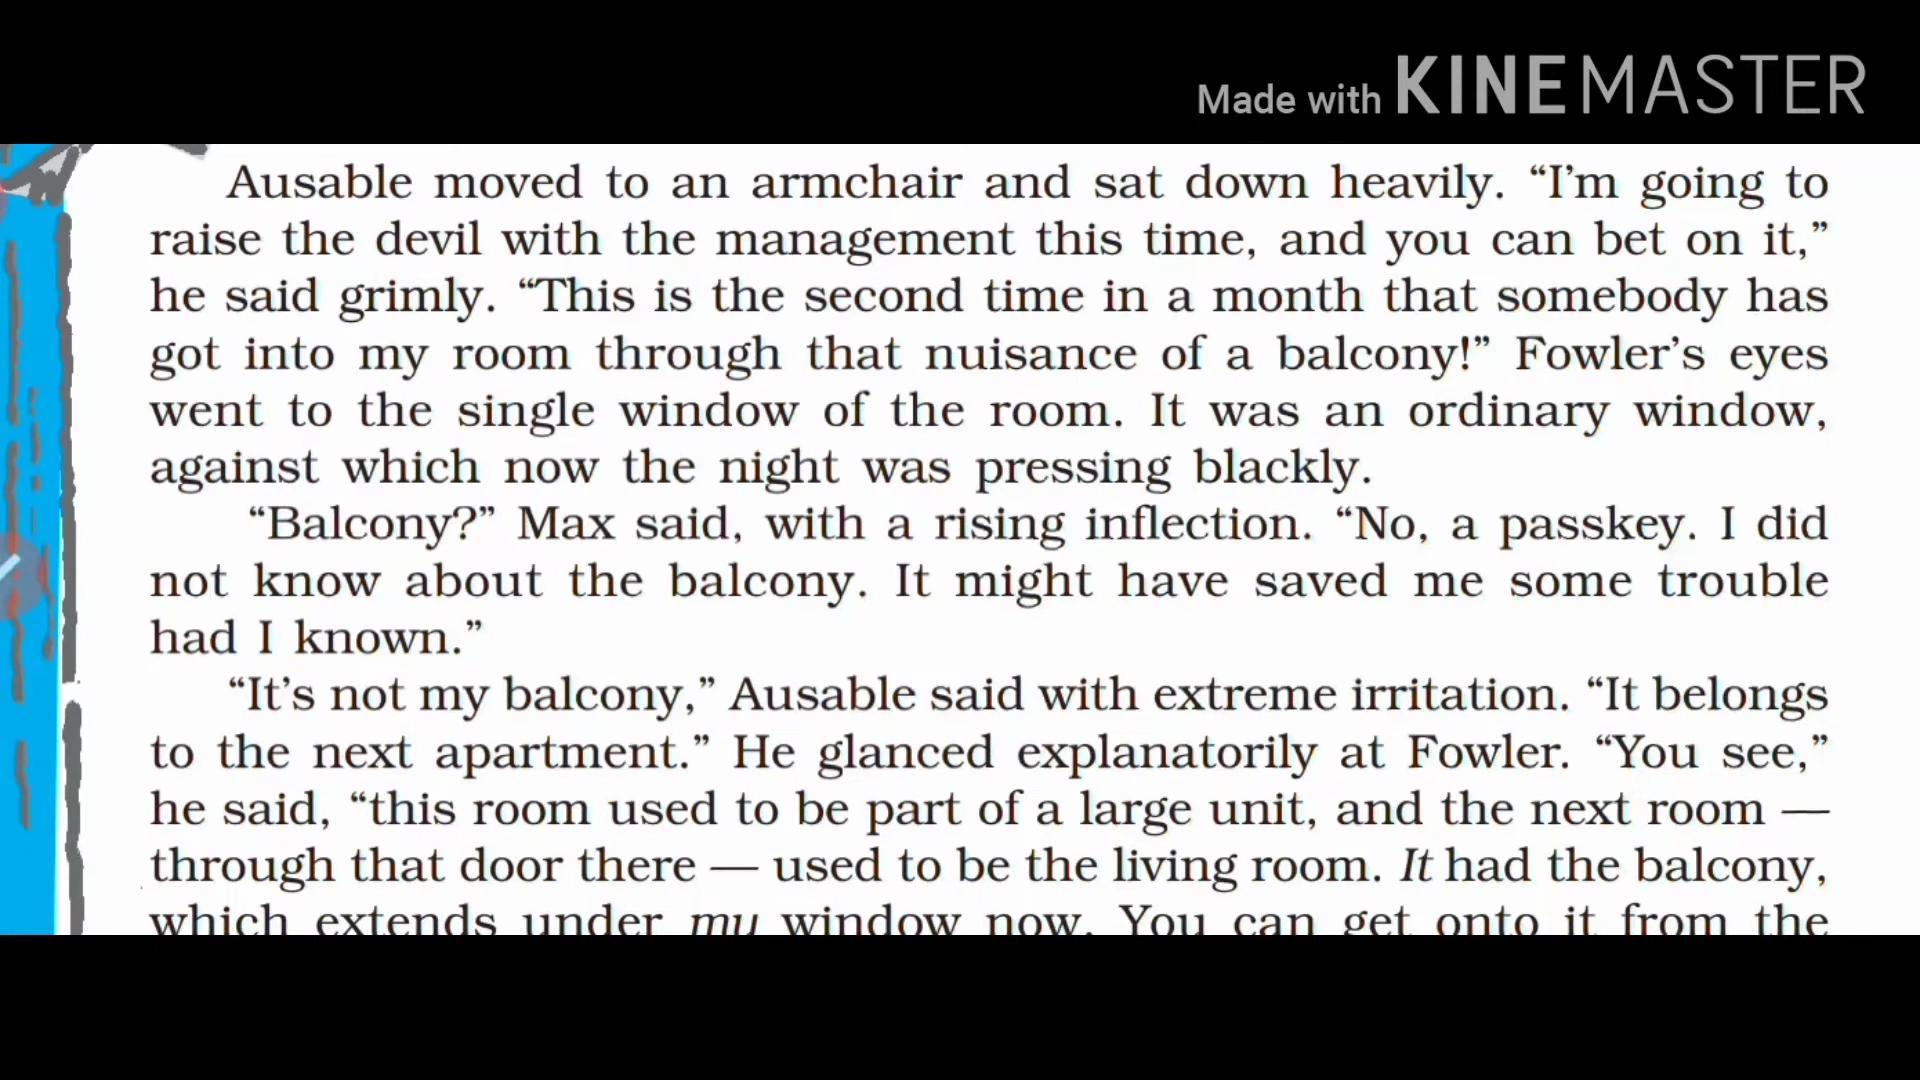 Made with KINEMASTER
Ausable moved to an armchair and sat down heavily. “I’m going to
raise the devil with the management this time, and you can bet on it,”
he said grimly. “This is the second time in a month that somebody has
got into my room through that nuisance of a balcony!” Fowler’s eyes
went to the single window of the room. It was an ordinary window,
against which now the night was pressing blackly.
“Balcony?” Max said, with a rising inflection. “No, a passkey. I did
not know about the balcony. It might have saved me some trouble
had I known.”
“It’s not my balcony,” Ausable said with extreme irritation. “It belongs
to the next apartment.” He glanced explanatorily at Fowler. “You see,”
he said, “this room used to be part of a large unit, and the next room —
through that door there — used to be the living room. It had the balcony,
which extends under my window now. You can get onto it from the